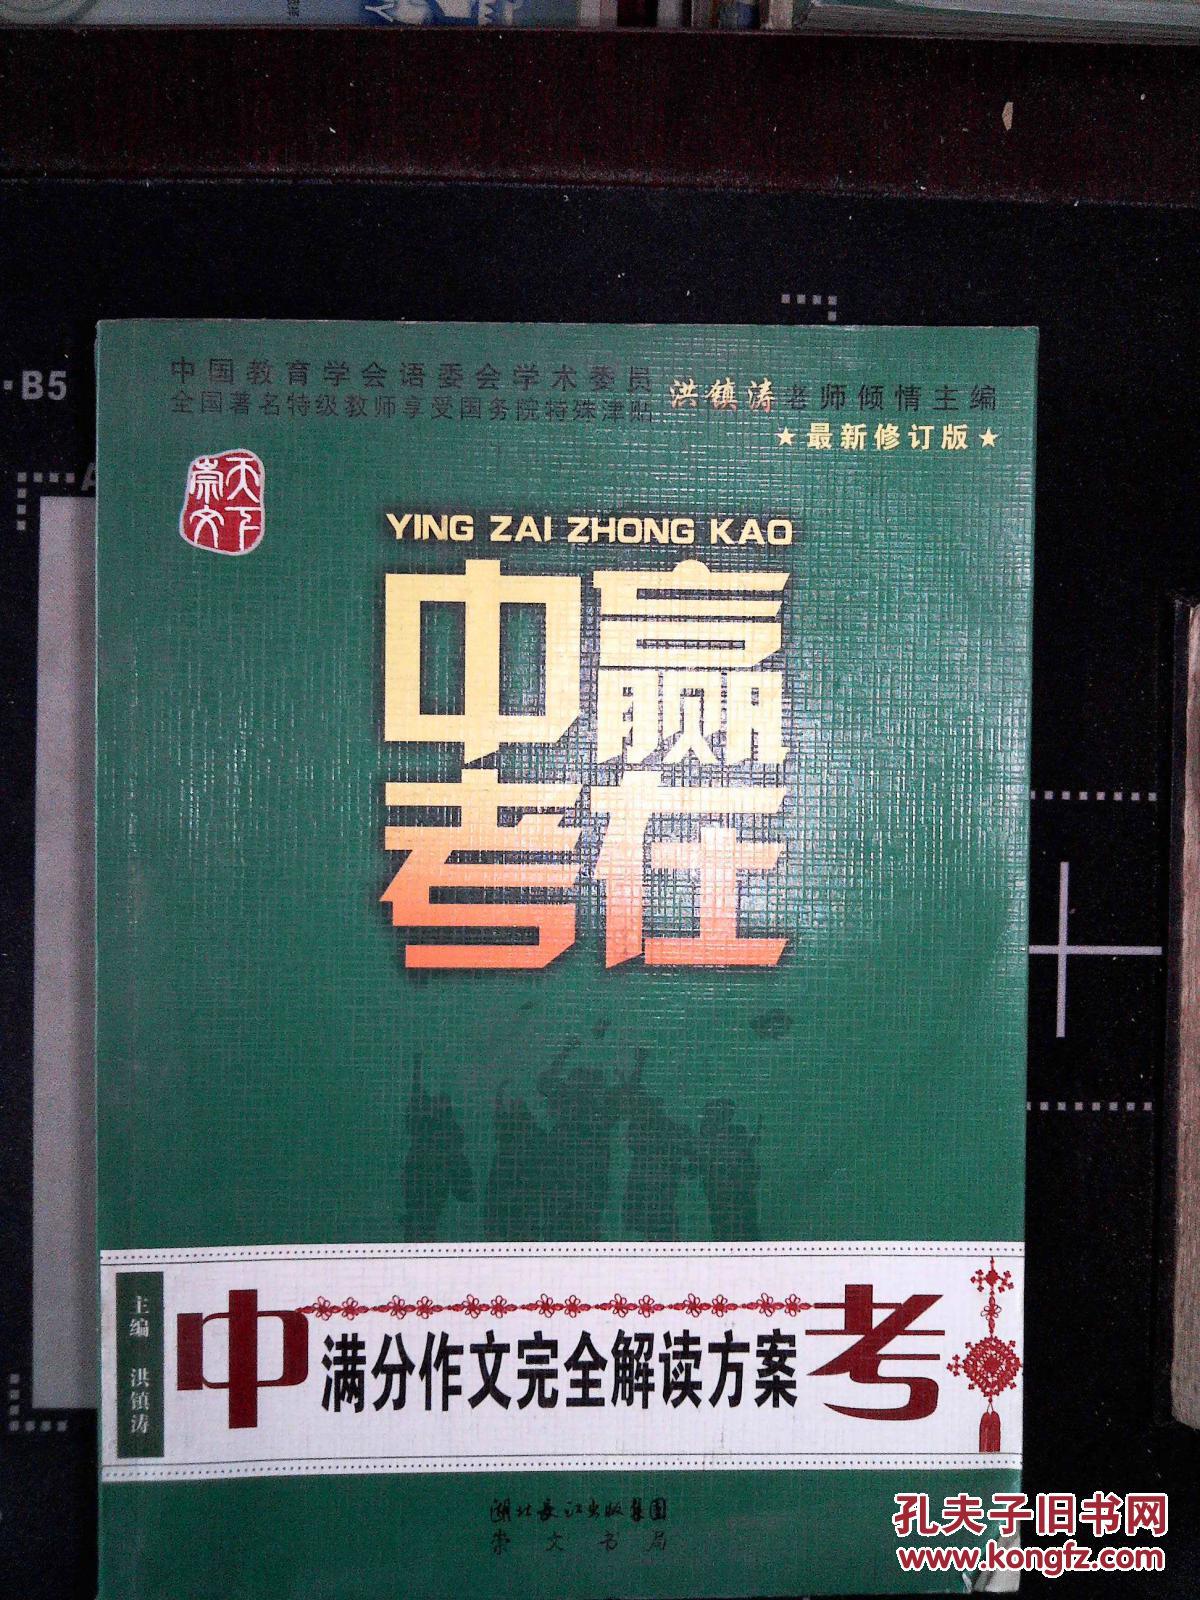 B5
中国教育学会语委会学术委员
全国著名特级教师享受国务院特殊津贴
洪镇涛老师倾情主编
★最新修订版★
天下
崇文
YING ZAI ZHONG KAO
赢在
中考
主编 洪镇涛
中考
满分作文完全解读方案
湖北长江出版集团
崇文书局
孔夫子旧书网
www.kongfz.com